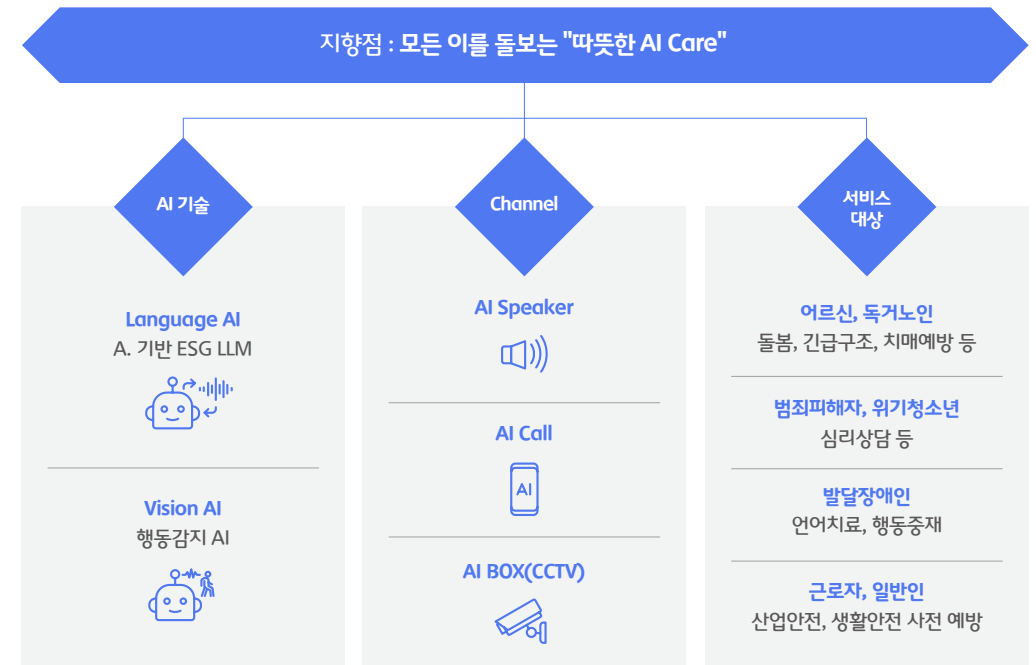 지향점 : 모든 이를 돌보는 "따뜻한 AI Care"
AI 기술
Language AI
A. 기반 ESG LLM
Vision AI
행동감지 AI
Channel
AI Speaker
AI Call
AI
AI BOX(CCTV)
서비스
대상
어르신, 독거노인
돌봄, 긴급구조, 치매예방 등
범죄피해자, 위기청소년
심리상담 등
발달장애인
언어치료, 행동중재
근로자, 일반인
산업안전, 생활안전 사전 예방